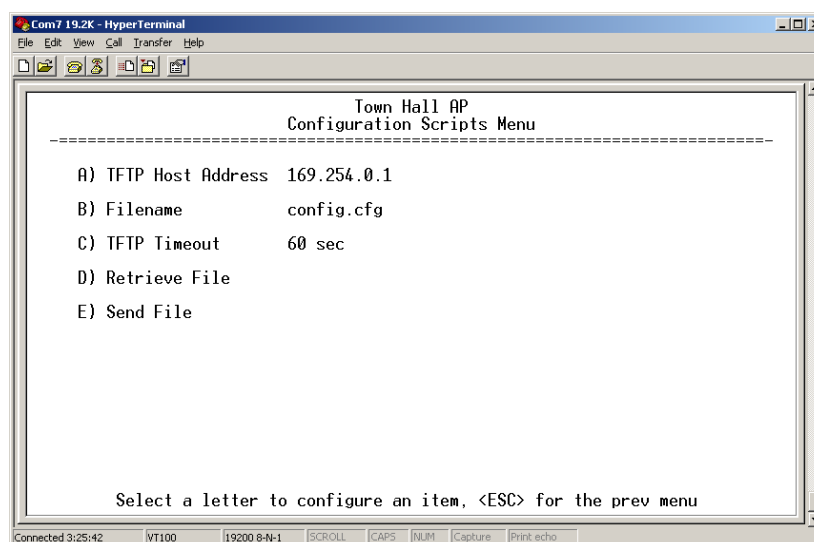 Com7 19.2K - HyperTerminal
File Edit View Call Transfer Help
Town Hall AP
Configuration Scripts Menu
-==========================================================================-
A) TFTP Host Address 169.254.0.1
B) Filename config.cfg
C) TFTP Timeout 60 sec
D) Retrieve File
E) Send File
Select a letter to configure an item, <ESC> for the prev menu
Connected 3:25:42 VT100 19200 8-N-1 SCROLL CAPS NUM Capture Print echo